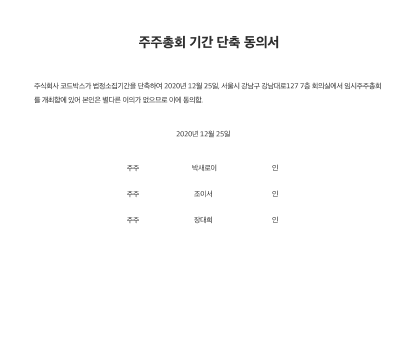 주주총회 기간 단축 동의서
주식회사 코드박스가 법정소집기간을 단축하여 2020년 12월 25일, 서울시 강남구 강남대로127 7층 회의실에서 임시주주총회
를 개최함에 있어 본인은 별다른 이의가 없으므로 이에 동의함.
2020년 12월 25일
주주 박새로이 인
주주 조이서 인
주주 장대희 인